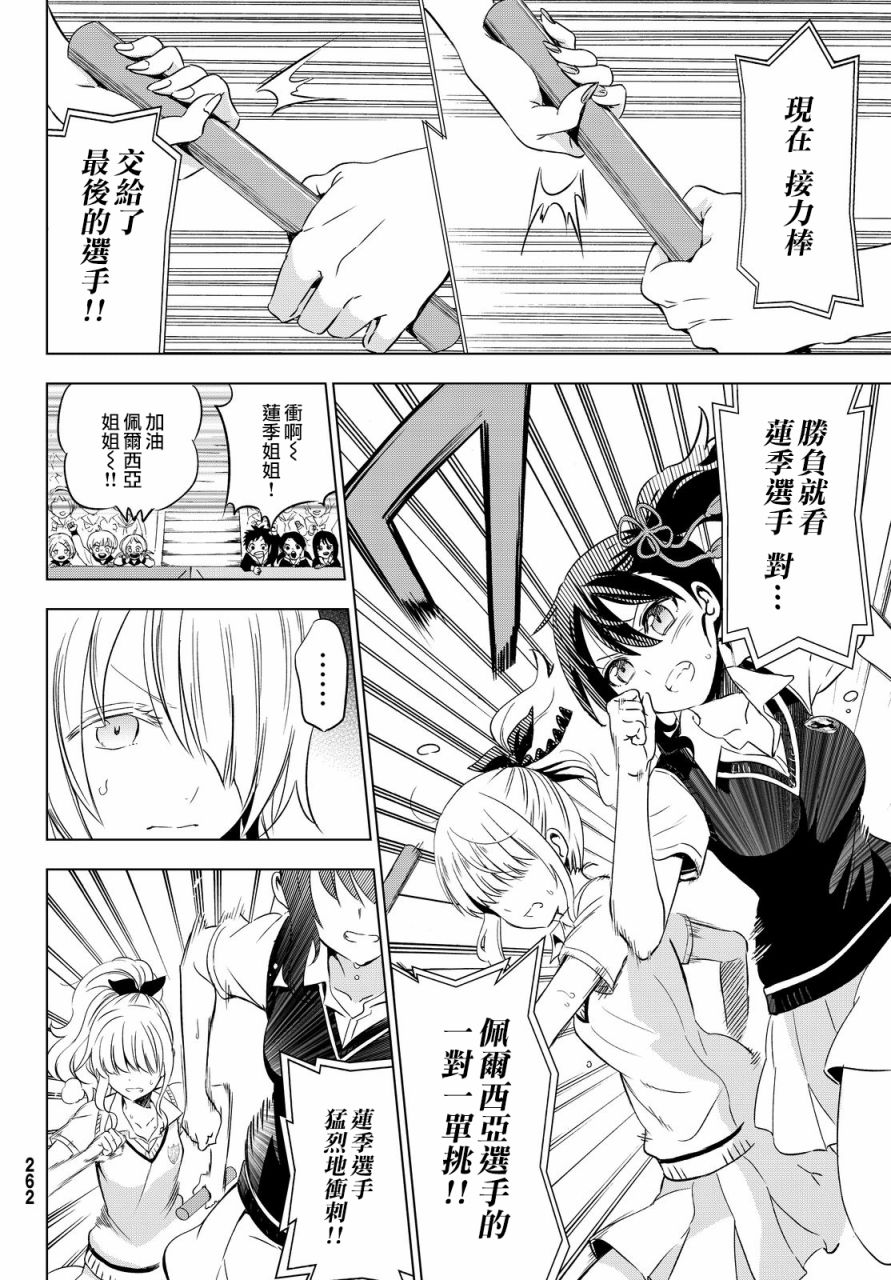 現在 接力棒
交給了
最後的選手!!
勝負就看
蓮季選手 對…
衝啊~
蓮季姐姐!
加油
佩爾西亞
姐姐~!!
……
佩爾西亞選手的
一對一單挑!!
蓮季選手
猛烈地衝刺!!
262